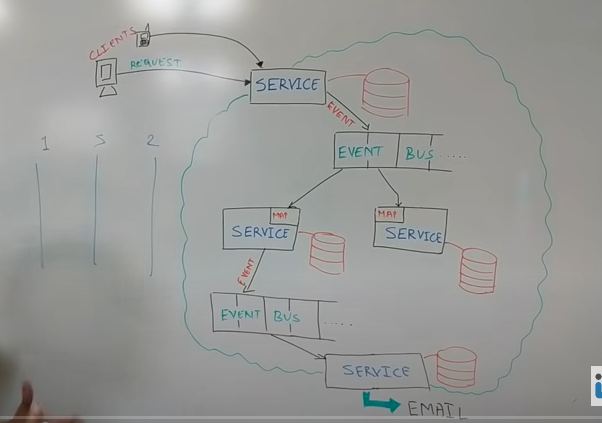 CLIENTS
REQUEST
SERVICE
EVENT
EVENT BUS .....
1 S 2
MAP
SERVICE
MAP
SERVICE
EVENT
EVENT BUS ....
SERVICE
EMAIL